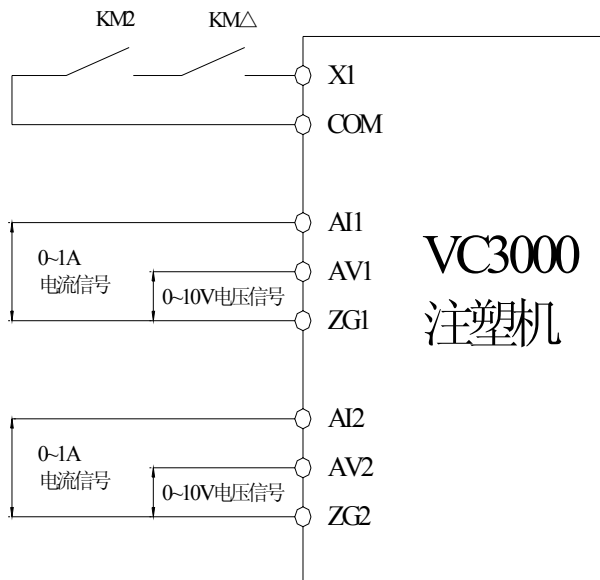 KM2 KM△
X1
COM
AI1
0~1A
电流信号
AV1
0~10V电压信号
ZG1
VC3000
注塑机
AI2
0~1A
电流信号
AV2
0~10V电压信号
ZG2